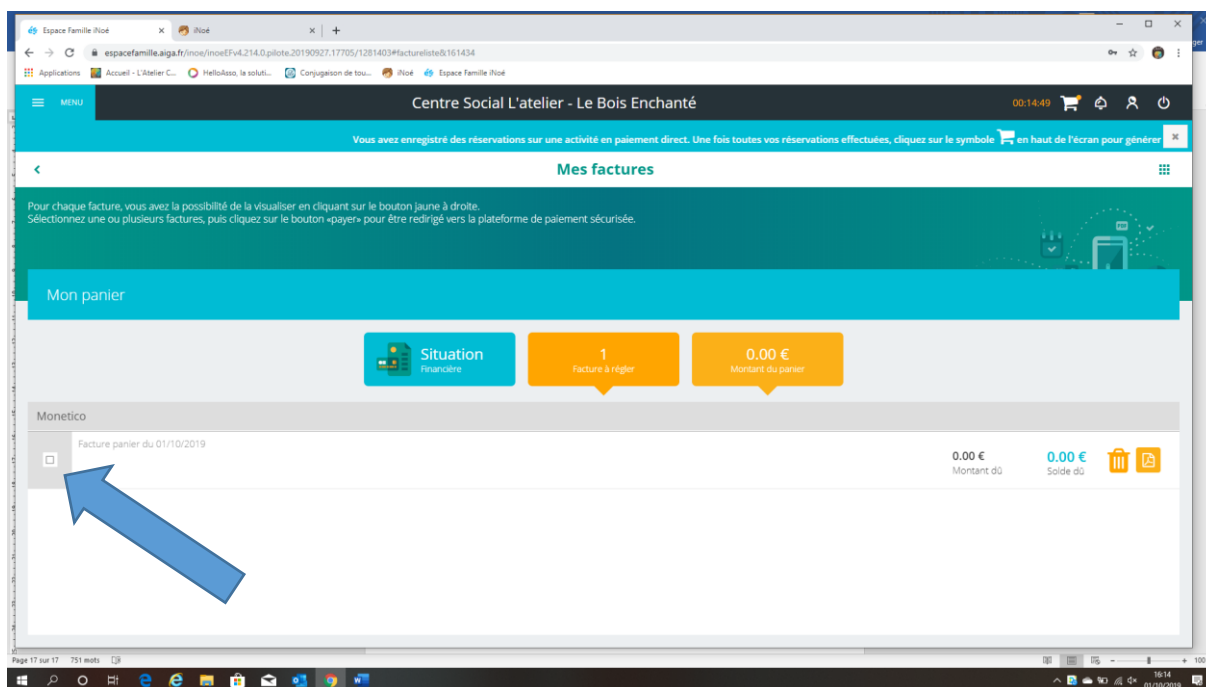 Espace Famille iNoé
iNoé
espacefamille.aiga.fr/inoe/inoeEFv4.214.0.pilote.20190927.17705/1281403#factureliste&161434
ger
Applications Accueil - L'Atelier C... HelloAsso, la soluti... Conjugaison de tou... iNoé Espace Famille iNoé
MENU Centre Social L'atelier - Le Bois Enchanté 00:14:49
Vous avez enregistré des réservations sur une activité en paiement direct. Une fois toutes vos réservations effectuées, cliquez sur le symbole en haut de l'écran pour générer
Mes factures
Pour chaque facture, vous avez la possibilité de la visualiser en cliquant sur le bouton jaune à droite.
Sélectionnez une ou plusieurs factures, puis cliquez sur le bouton «payer» pour être redirigé vers la plateforme de paiement sécurisée.
Mon panier
Situation
Financière
1
Facture à régler
0.00 €
Montant du panier
Monetico
Facture panier du 01/10/2019
0.00 €
Montant dû
0.00 €
Solde dû
Page 17 sur 17 751 mots
100
16:14
01/10/2019